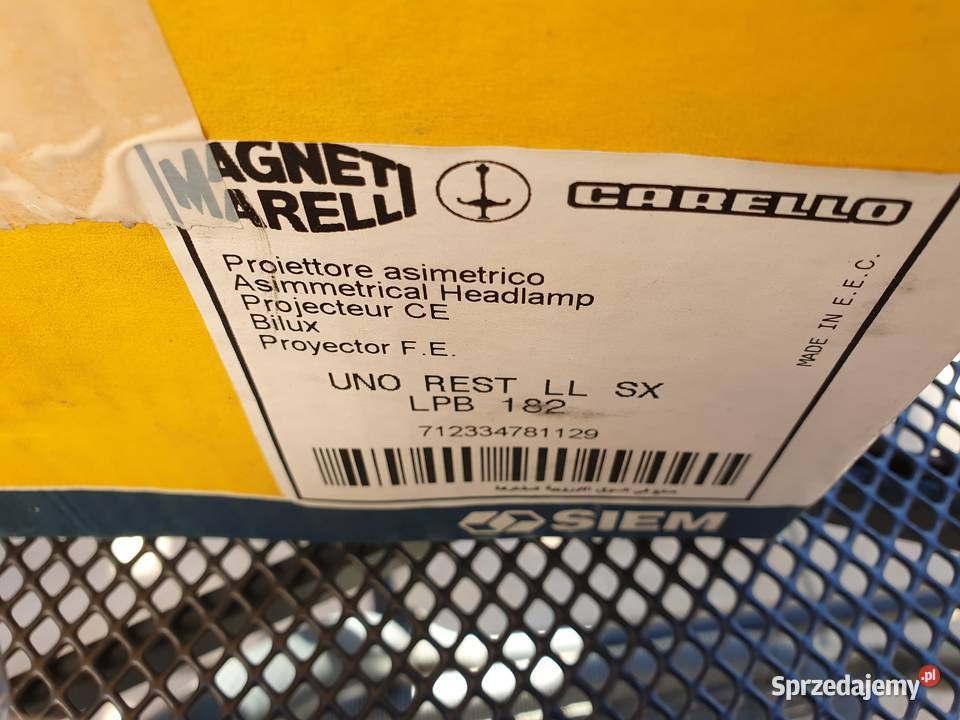 MAGNETI
MARELLI
CARELLO
Proiettore asimetrico
Asimmetrical Headlamp
Projecteur CE
Bilux
Proyector F.E.
MADE IN E.E.C.
UNO REST LL SX
LPB 182
712334781129
SIEM
Sprzedajemy.pl